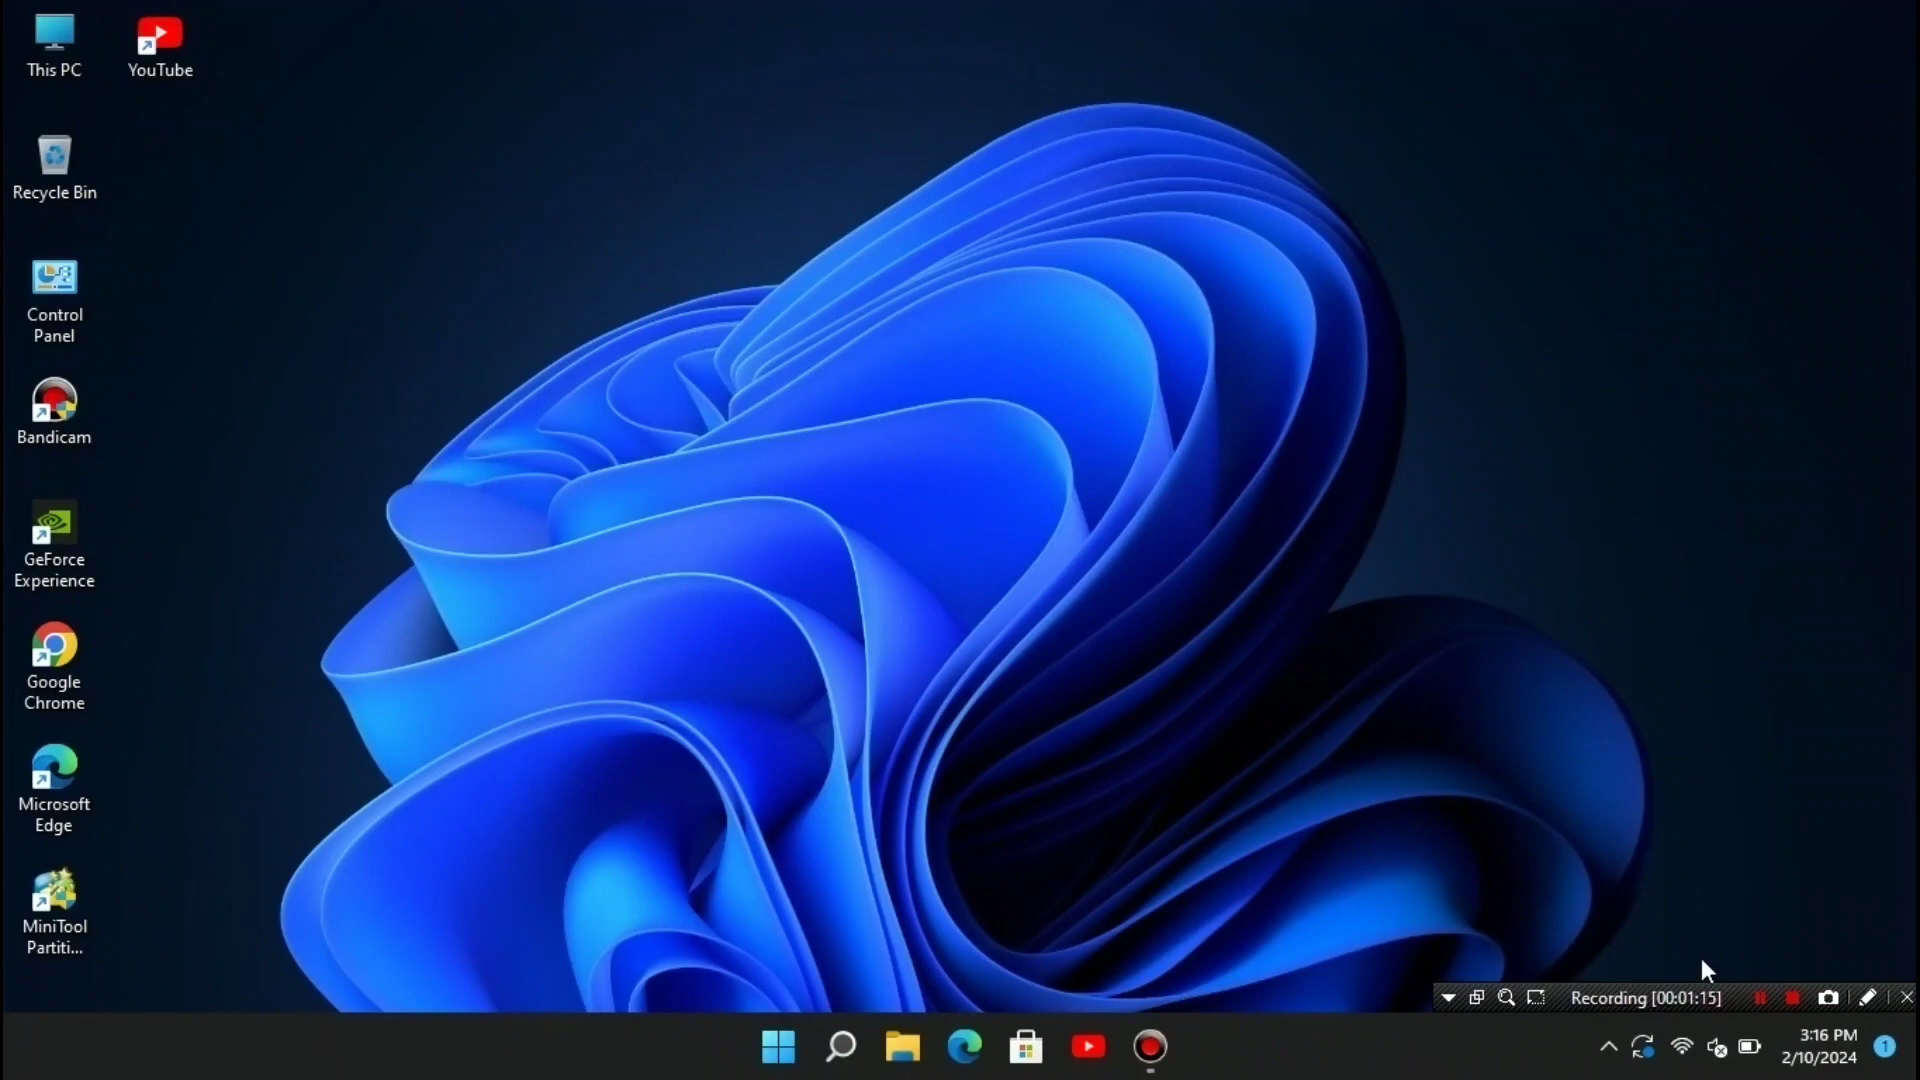 This PC
YouTube
Recycle Bin
Control
Panel
Bandicam
GeForce
Experience
Google
Chrome
Microsoft
Edge
MiniTool
Partiti...
Recording [00:01:15]
3:16 PM
2/10/2024
1